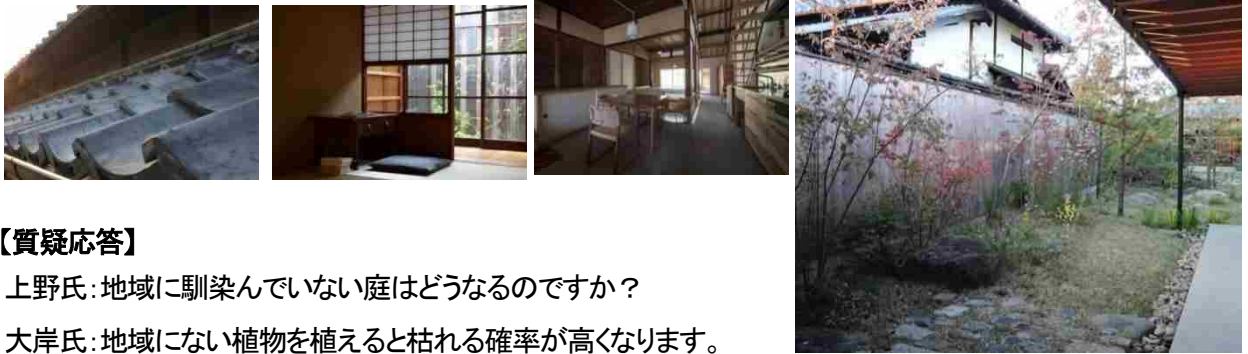 【質疑応答】
上野氏：地域に馴染んでいない庭はどうなるのですか？
大岸氏：地域にない植物を植えると枯れる確率が高くなります。